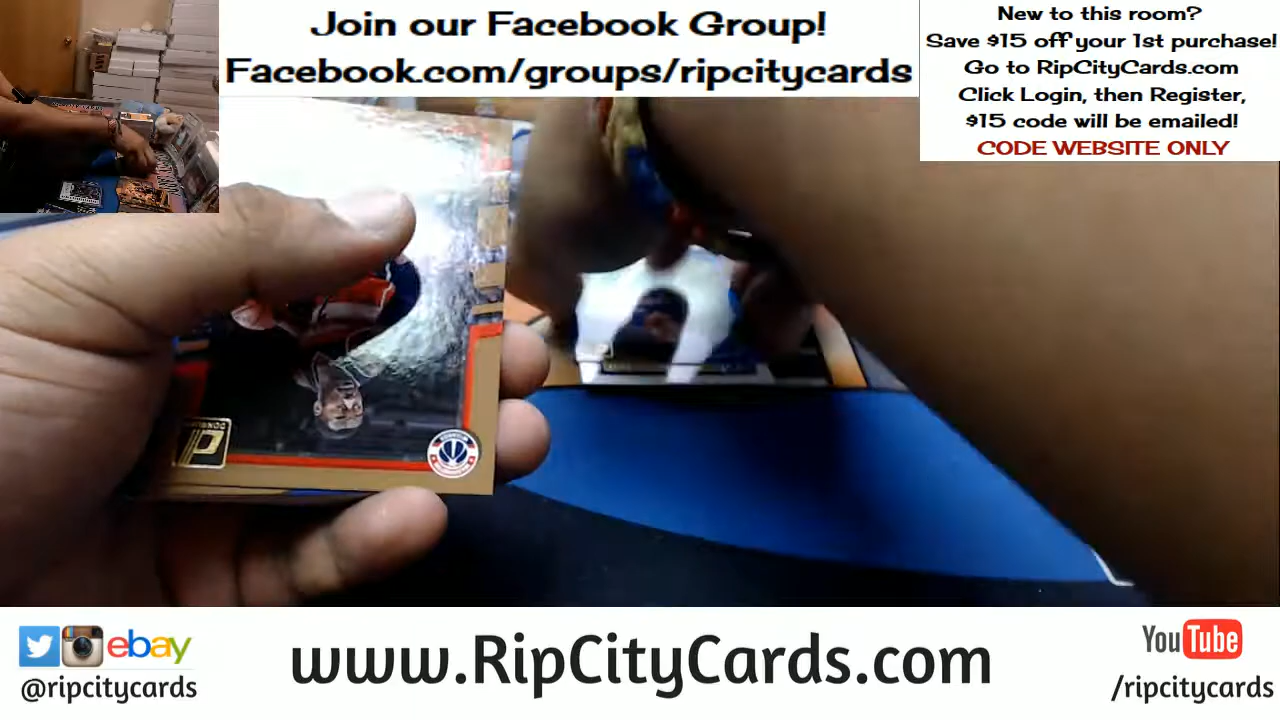 Join our Facebook Group!
Facebook.com/groups/ripcitycards
New to this room?
Save $15 off your 1st purchase!
Go to RipCityCards.com
Click Login, then Register,
$15 code will be emailed!
CODE WEBSITE ONLY
ebay
@ripcitycards
www.RipCityCards.com
YouTube
/ripcitycards